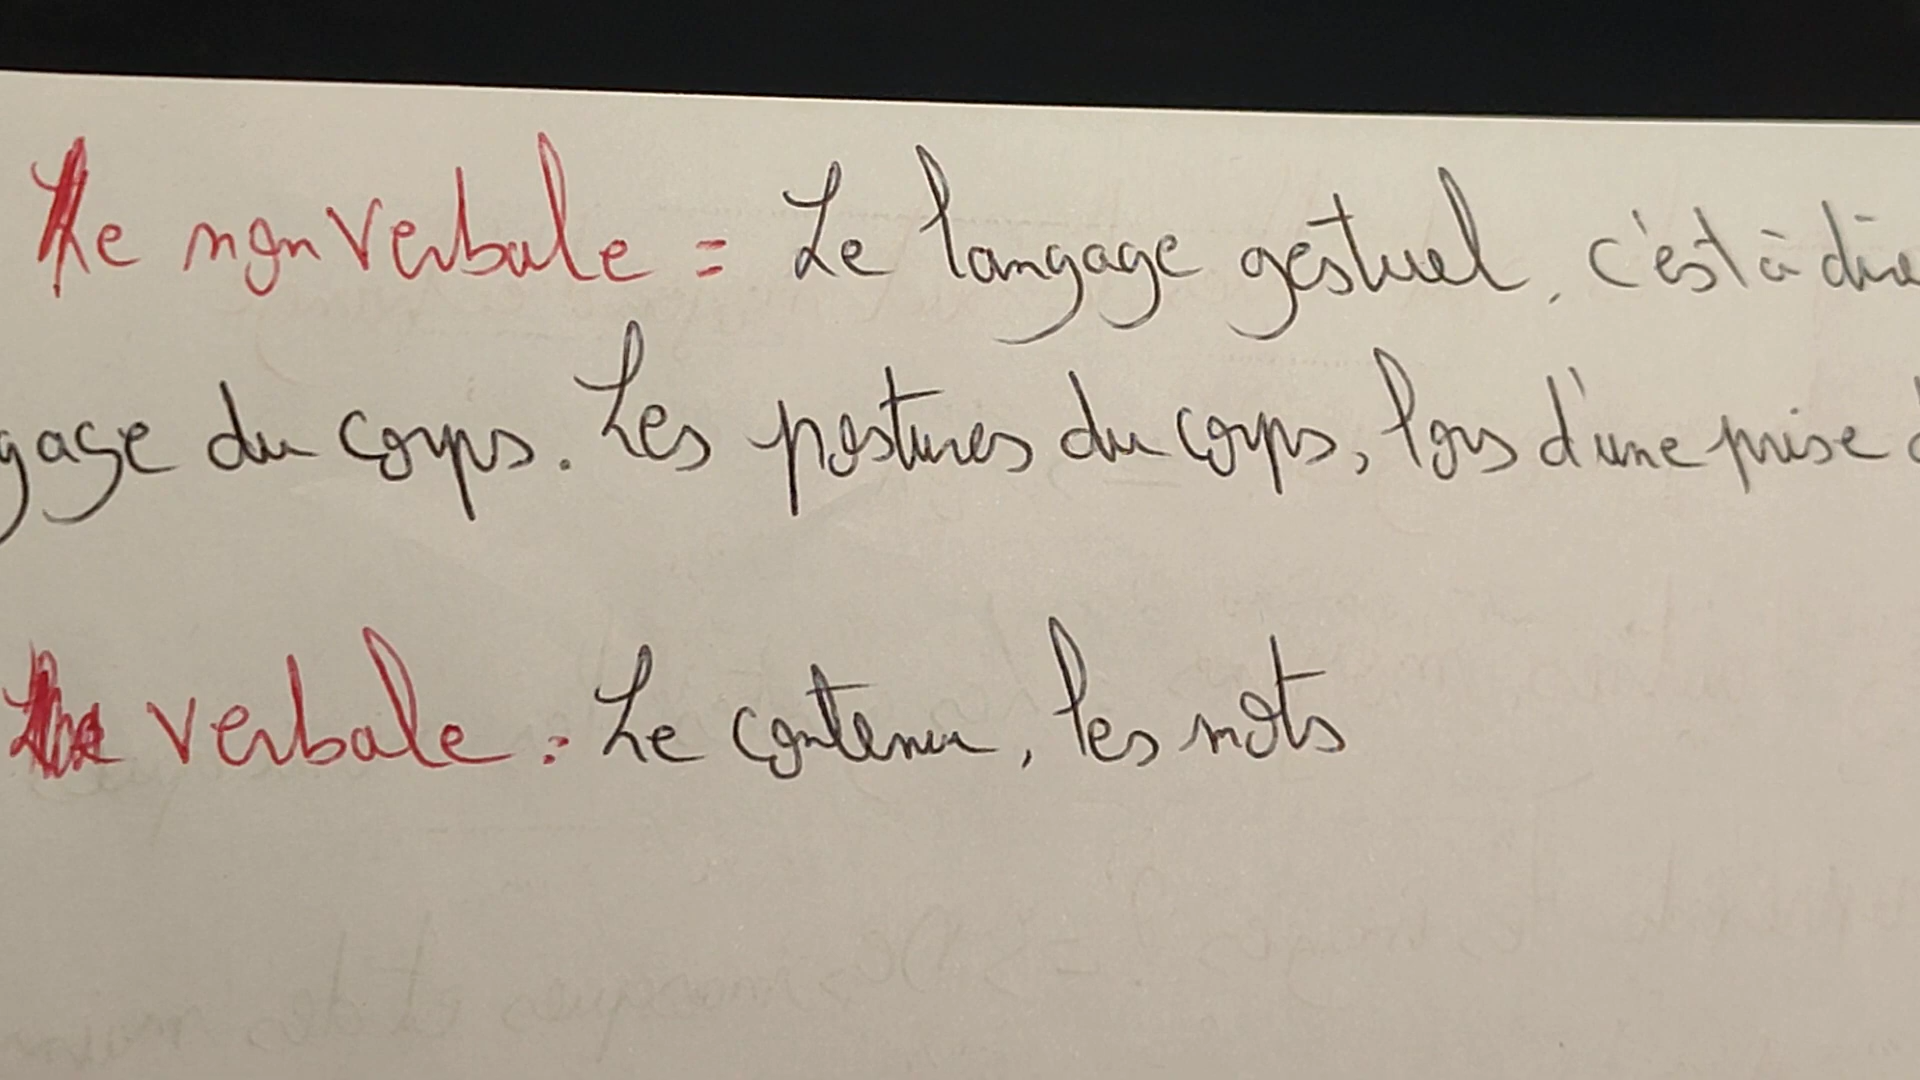 Le non verbale = Le langage gestuel, c'est à dire
gage du corps. Les postures du corps, lors d'une prise d
Le verbale : Le contenu, les mots